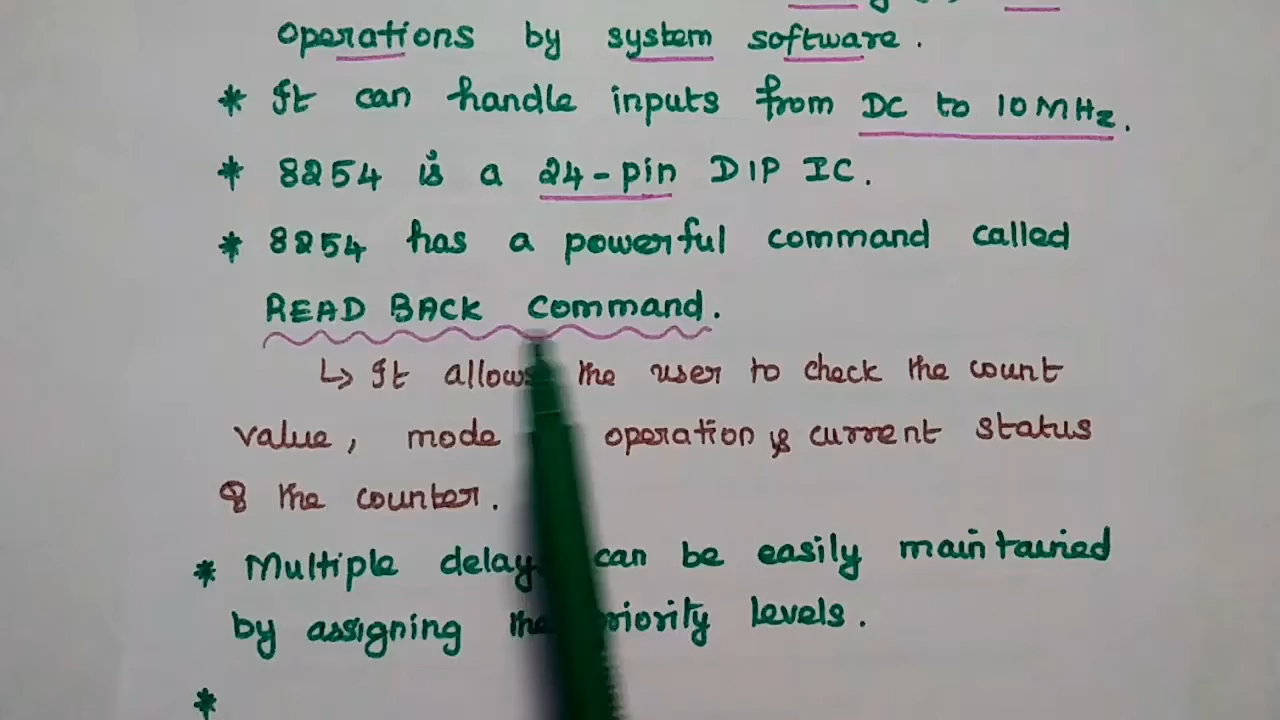 Operations by system software.
* It can handle inputs from DC to 10MHz.
* 8254 is a 24-pin DIP IC.
* 8254 has a powerful command called
READ BACK Command.
↳ It allows the user to check the count
value, mode operation & current status
of the counter.
* Multiple delay can be easily maintained
by assigning the priority levels.
*